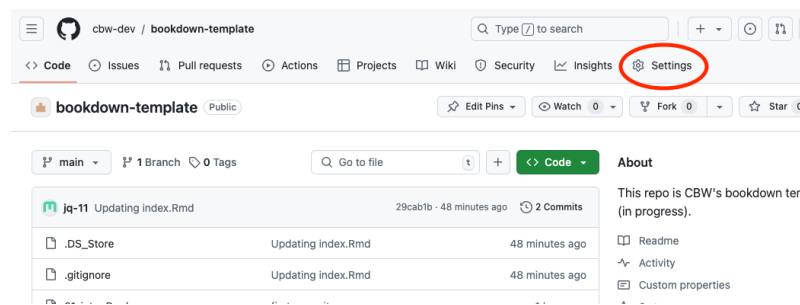 cbw-dev / bookdown-template
Type / to search
Code
Issues
Pull requests
Actions
Projects
Wiki
Security
Insights
Settings
bookdown-template Public
Edit Pins
Watch 0
Fork 0
Star
main
1 Branch
0 Tags
Go to file t
Code
About
jq-11 Updating index.Rmd 29cab1b · 48 minutes ago 2 Commits
This repo is CBW's bookdown
(in progress).
.DS_Store Updating index.Rmd 48 minutes ago
.gitignore Updating index.Rmd 48 minutes ago
Readme
Activity
Custom properties